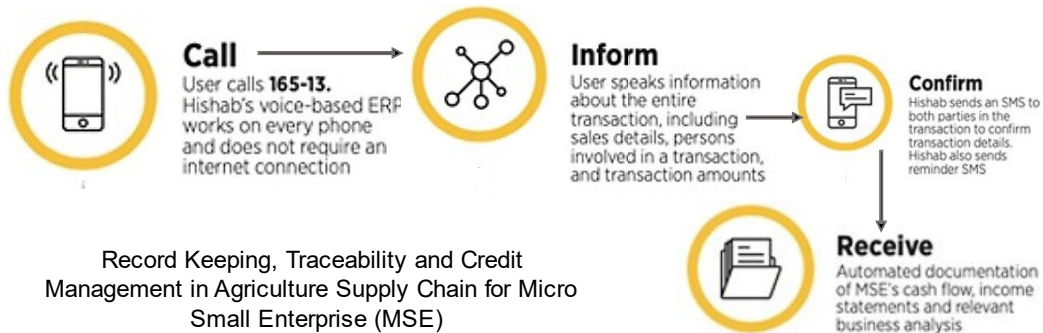 Call
User calls 165-13.
Hishab's voice-based ERP
works on every phone
and does not require an
internet connection
Inform
User speaks information
about the entire
transaction, including
sales details, persons
involved in a transaction,
and transaction amounts
Confirm
Hishab sends an SMS to
both parties in the
transaction to confirm
transaction details.
Hishab also sends
reminder SMS
Receive
Automated documentation
of MSE's cash flow, income
statements and relevant
business analysis
Record Keeping, Traceability and Credit
Management in Agriculture Supply Chain for Micro
Small Enterprise (MSE)